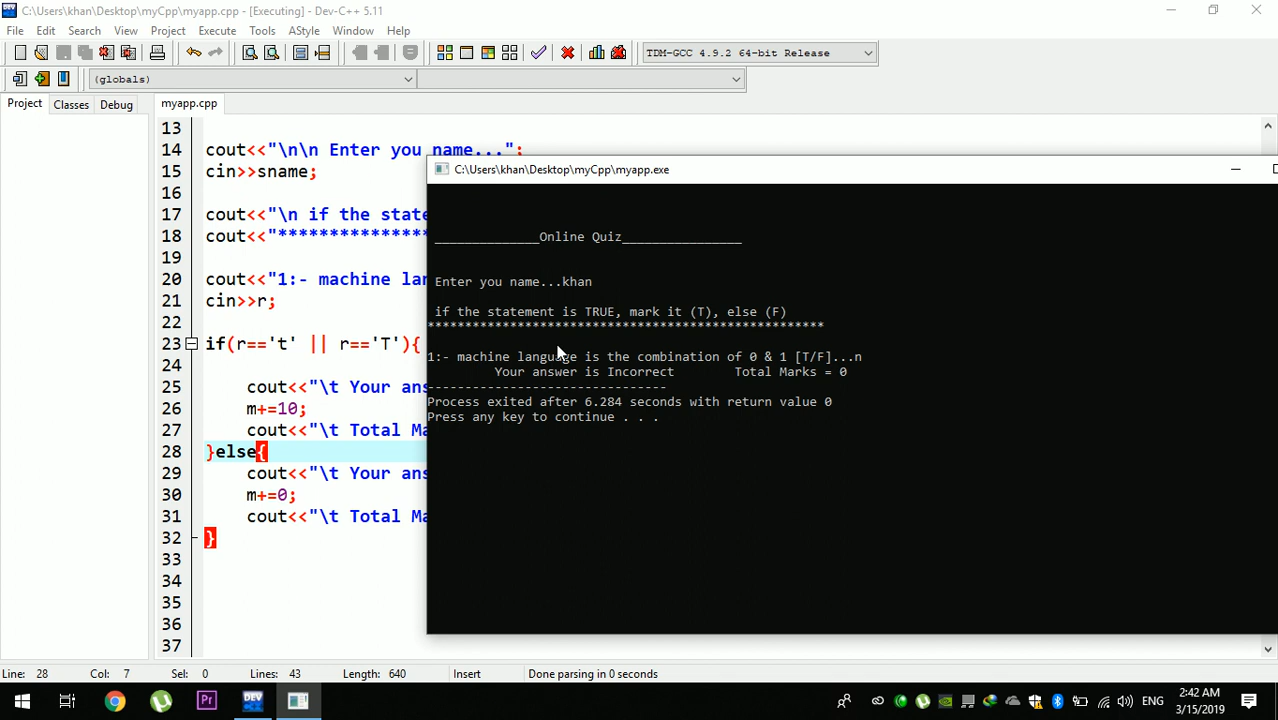 C:\Users\khan\Desktop\myCpp\myapp.cpp - [Executing] - Dev-C++ 5.11
File Edit Search View Project Execute Tools AStyle Window Help
TDM-GCC 4.9.2 64-bit Release
(globals)
Project Classes Debug myapp.cpp
13
14 cout<<"\n\n Enter you name...";
15 cin>>sname;
16
17 cout<<"\n if the state
18 cout<<"***************
19
20 cout<<"1:- machine lan
21 cin>>r;
22
23 if(r=='t' || r=='T'){
24
25 cout<<"\t Your ans
26 m+=10;
27 cout<<"\t Total Ma
28 }else{
29 cout<<"\t Your ans
30 m+=0;
31 cout<<"\t Total Ma
32 }
33
34
35
36
37
C:\Users\khan\Desktop\myCpp\myapp.exe
______________Online Quiz________________
Enter you name...khan
if the statement is TRUE, mark it (T), else (F)
*****************************************************
1:- machine language is the combination of 0 & 1 [T/F]...n
Your answer is Incorrect Total Marks = 0
--------------------------------
Process exited after 6.284 seconds with return value 0
Press any key to continue . . .
Line: 28 Col: 7 Sel: 0 Lines: 43 Length: 640 Insert Done parsing in 0 seconds
DEV
Pr
ENG
2:42 AM
3/15/2019